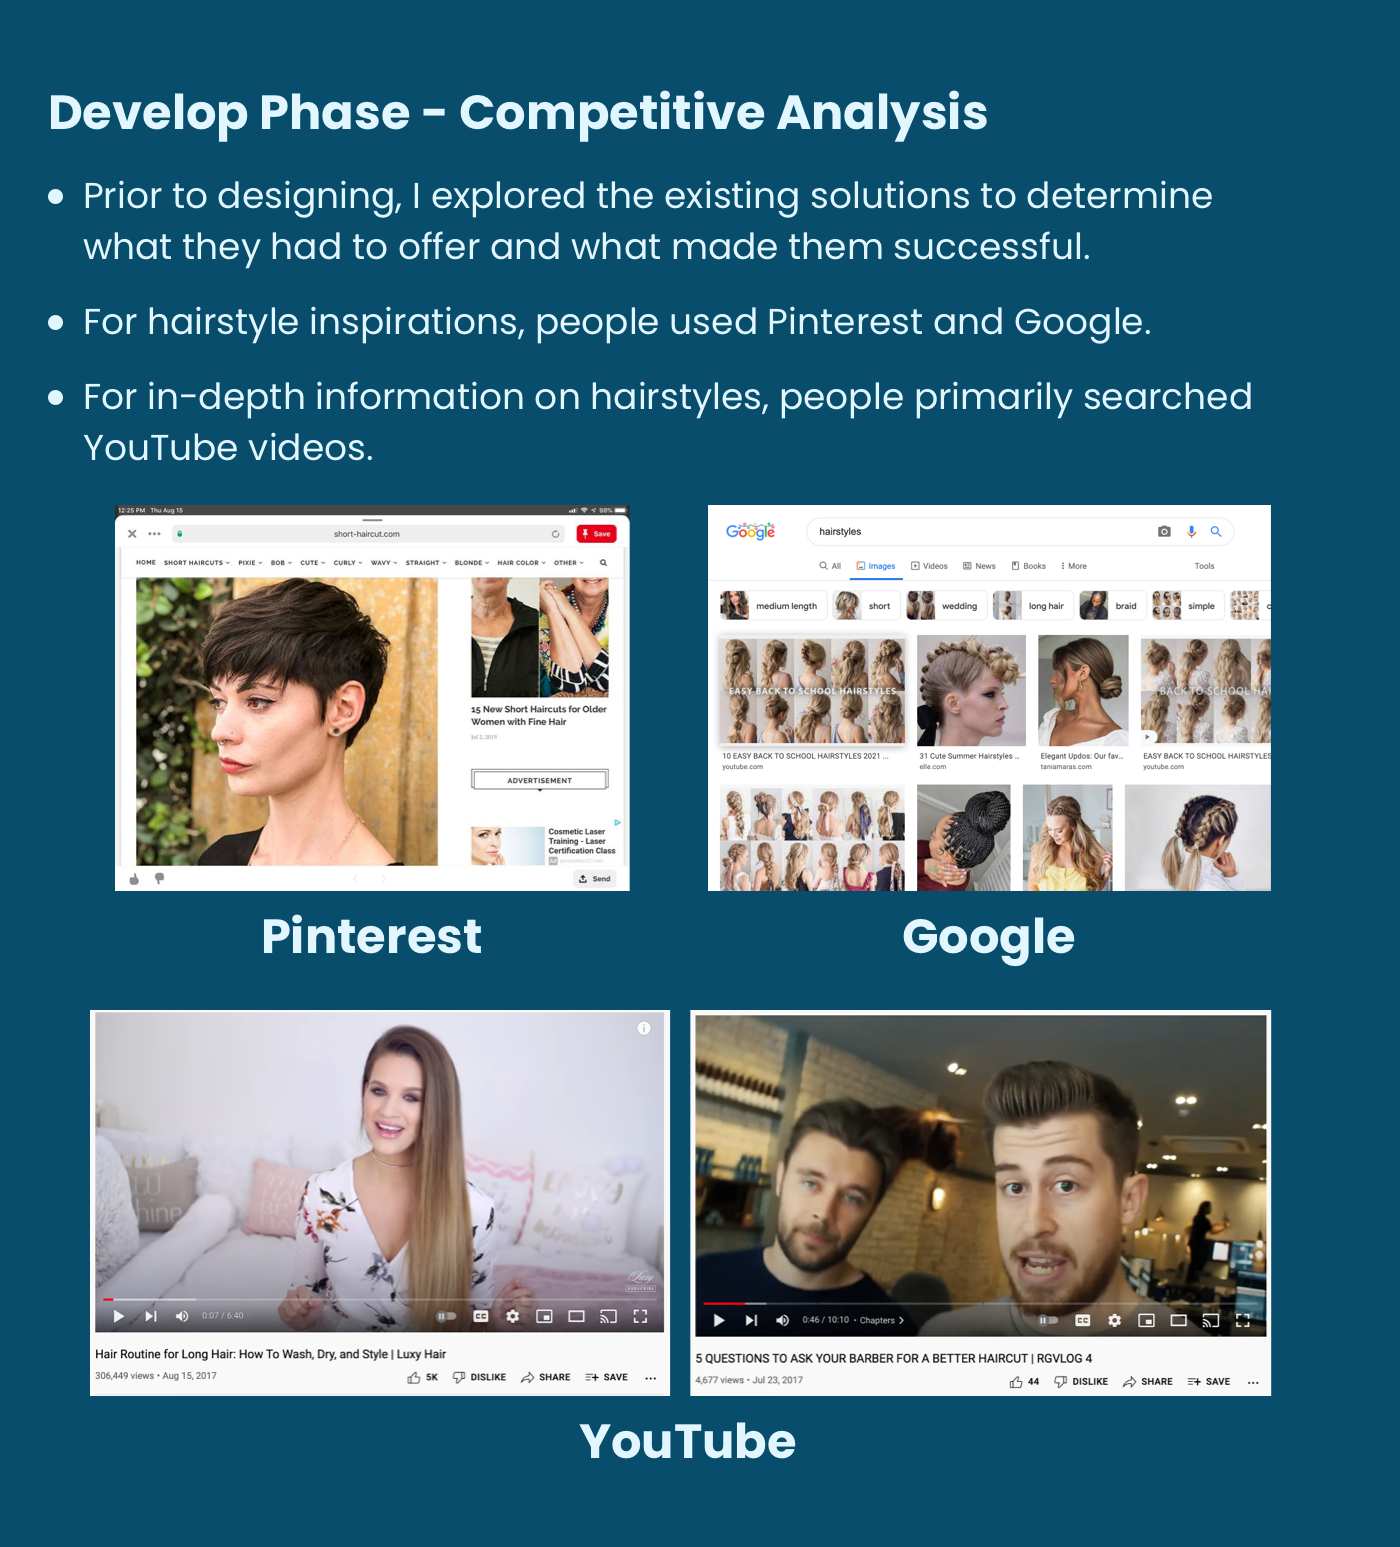 Develop Phase - Competitive Analysis
Prior to designing, I explored the existing solutions to determine
what they had to offer and what made them successful.
For hairstyle inspirations, people used Pinterest and Google.
For in-depth information on hairstyles, people primarily searched
YouTube videos.
12:25 PM Thu Aug 15
98%
short-haircut.com
Save
HOME SHORT HAIRCUTS PIXIE BOB CUTE CURLY WAVY STRAIGHT BLONDE HAIR COLOR OTHER
15 New Short Haircuts for Older
Women with Fine Hair
Jul 2, 2019
ADVERTISEMENT
Cosmetic Laser
Training - Laser
Certification Class
Ad
Send
Google
hairstyles
All Images Videos News Books More Tools
medium length short wedding long hair braid simple
EASY BACK TO SCHOOL HAIRSTYLES
BACK TO SCHOOL HAI
10 EASY BACK TO SCHOOL HAIRSTYLES 2021 ...
youtube.com
31 Cute Summer Hairstyles ...
elle.com
Elegant Updos: Our fav...
taniamaras.com
EASY BACK TO SCHOOL HAIRSTYLES
youtube.com
Pinterest
Google
Luxy
SUBSCRIBE
0:07 / 6:40
CC
Hair Routine for Long Hair: How To Wash, Dry, and Style | Luxy Hair
306,449 views • Aug 15, 2017
5K DISLIKE SHARE SAVE ...
0:46 / 10:10 • Chapters
CC
5 QUESTIONS TO ASK YOUR BARBER FOR A BETTER HAIRCUT | RGVLOG 4
4,677 views • Jul 23, 2017
44 DISLIKE SHARE SAVE ...
YouTube